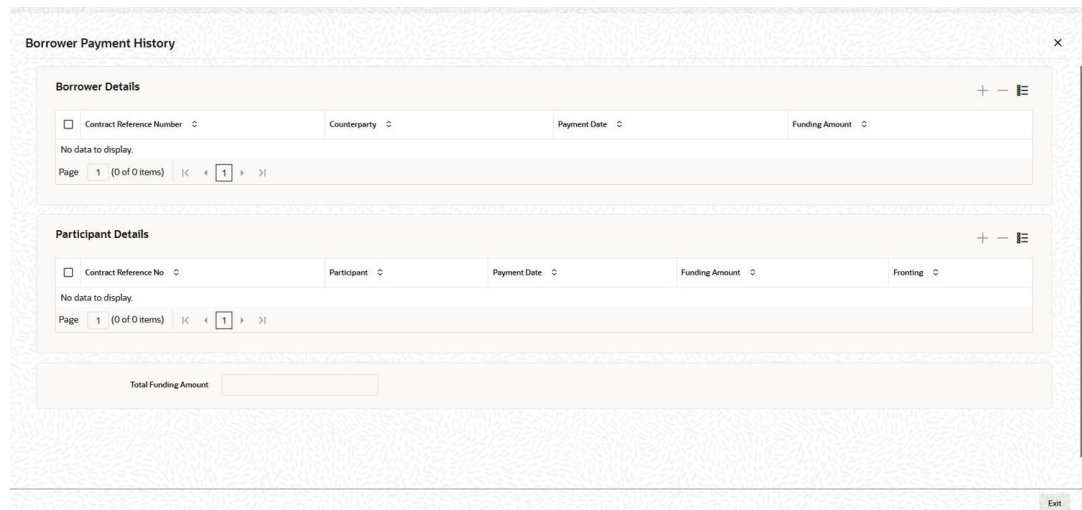 Borrower Payment History
Borrower Details
Contract Reference Number Counterparty Payment Date Funding Amount
No data to display.
Page 1 (0 of 0 items) 1
Participant Details
Contract Reference No Participant Payment Date Funding Amount Fronting
No data to display.
Page 1 (0 of 0 items) 1
Total Funding Amount
Exit